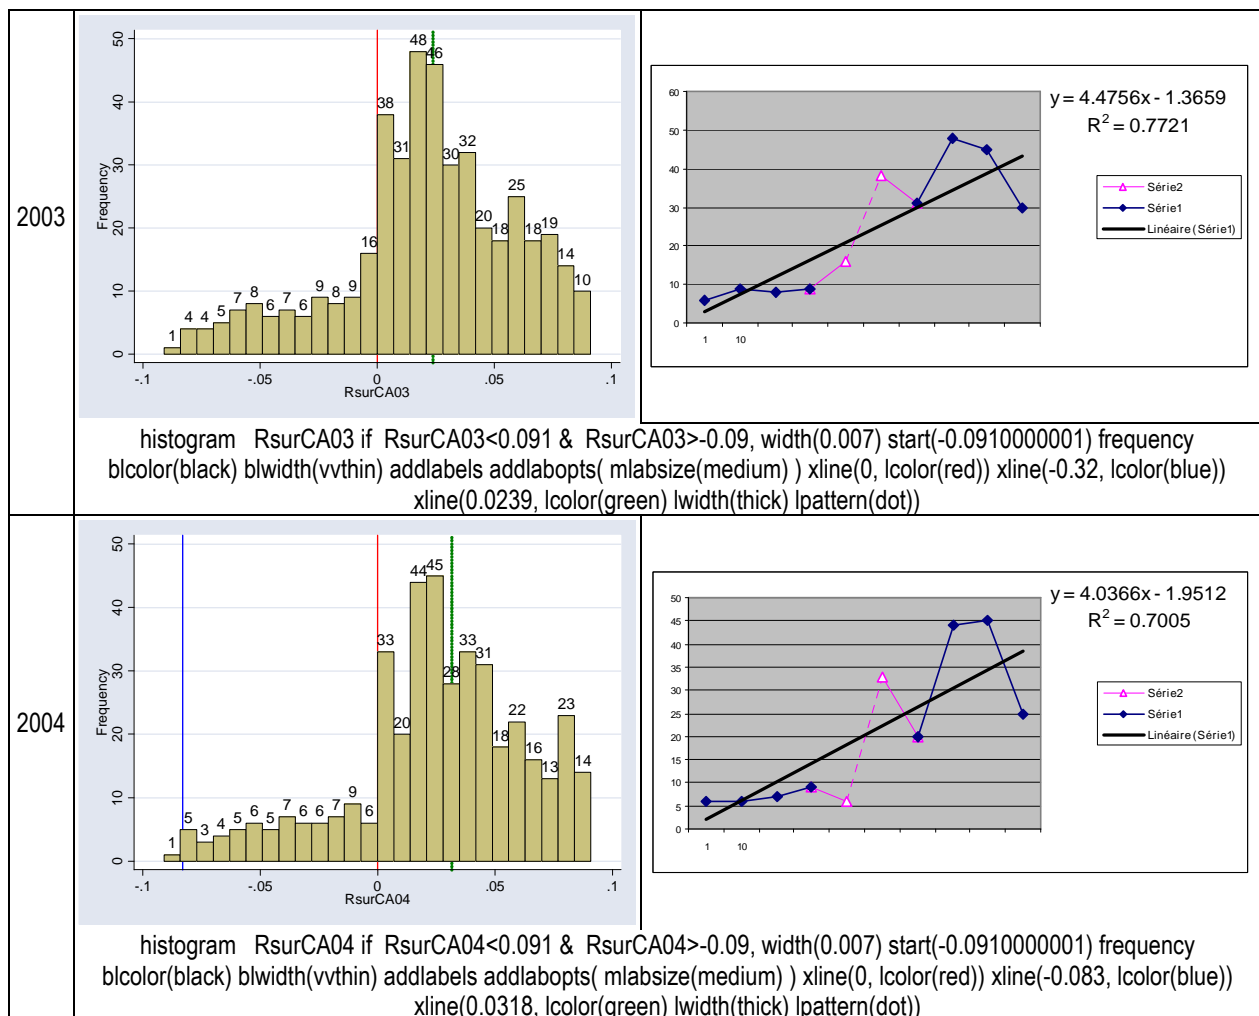 2003
Frequency
0 10 20 30 40 50
1 4 4 5 7 8 6 7 6 9 8 9 16 38 31 48 46 30 32 20 18 25 18 19 14 10
-.1 -.05 0 .05 .1
RsurCA03
0 10 20 30 40 50 60
1 10
y = 4.4756x - 1.3659
R² = 0.7721
Série2
Série1
Linéaire (Série1)
histogram RsurCA03 if RsurCA03<0.091 & RsurCA03>-0.09, width(0.007) start(-0.0910000001) frequency
blcolor(black) blwidth(vvthin) addlabels addlabopts( mlabsize(medium) ) xline(0, lcolor(red)) xline(-0.32, lcolor(blue))
xline(0.0239, lcolor(green) lwidth(thick) lpattern(dot))
2004
Frequency
0 10 20 30 40 50
1 5 3 4 5 6 5 7 6 6 7 9 6 33 20 44 45 28 33 31 18 22 16 13 23 14
-.1 -.05 0 .05 .1
RsurCA04
0 5 10 15 20 25 30 35 40 45 50
1 10
y = 4.0366x - 1.9512
R² = 0.7005
Série2
Série1
Linéaire (Série1)
histogram RsurCA04 if RsurCA04<0.091 & RsurCA04>-0.09, width(0.007) start(-0.0910000001) frequency
blcolor(black) blwidth(vvthin) addlabels addlabopts( mlabsize(medium) ) xline(0, lcolor(red)) xline(-0.083, lcolor(blue))
xline(0.0318, lcolor(green) lwidth(thick) lpattern(dot))